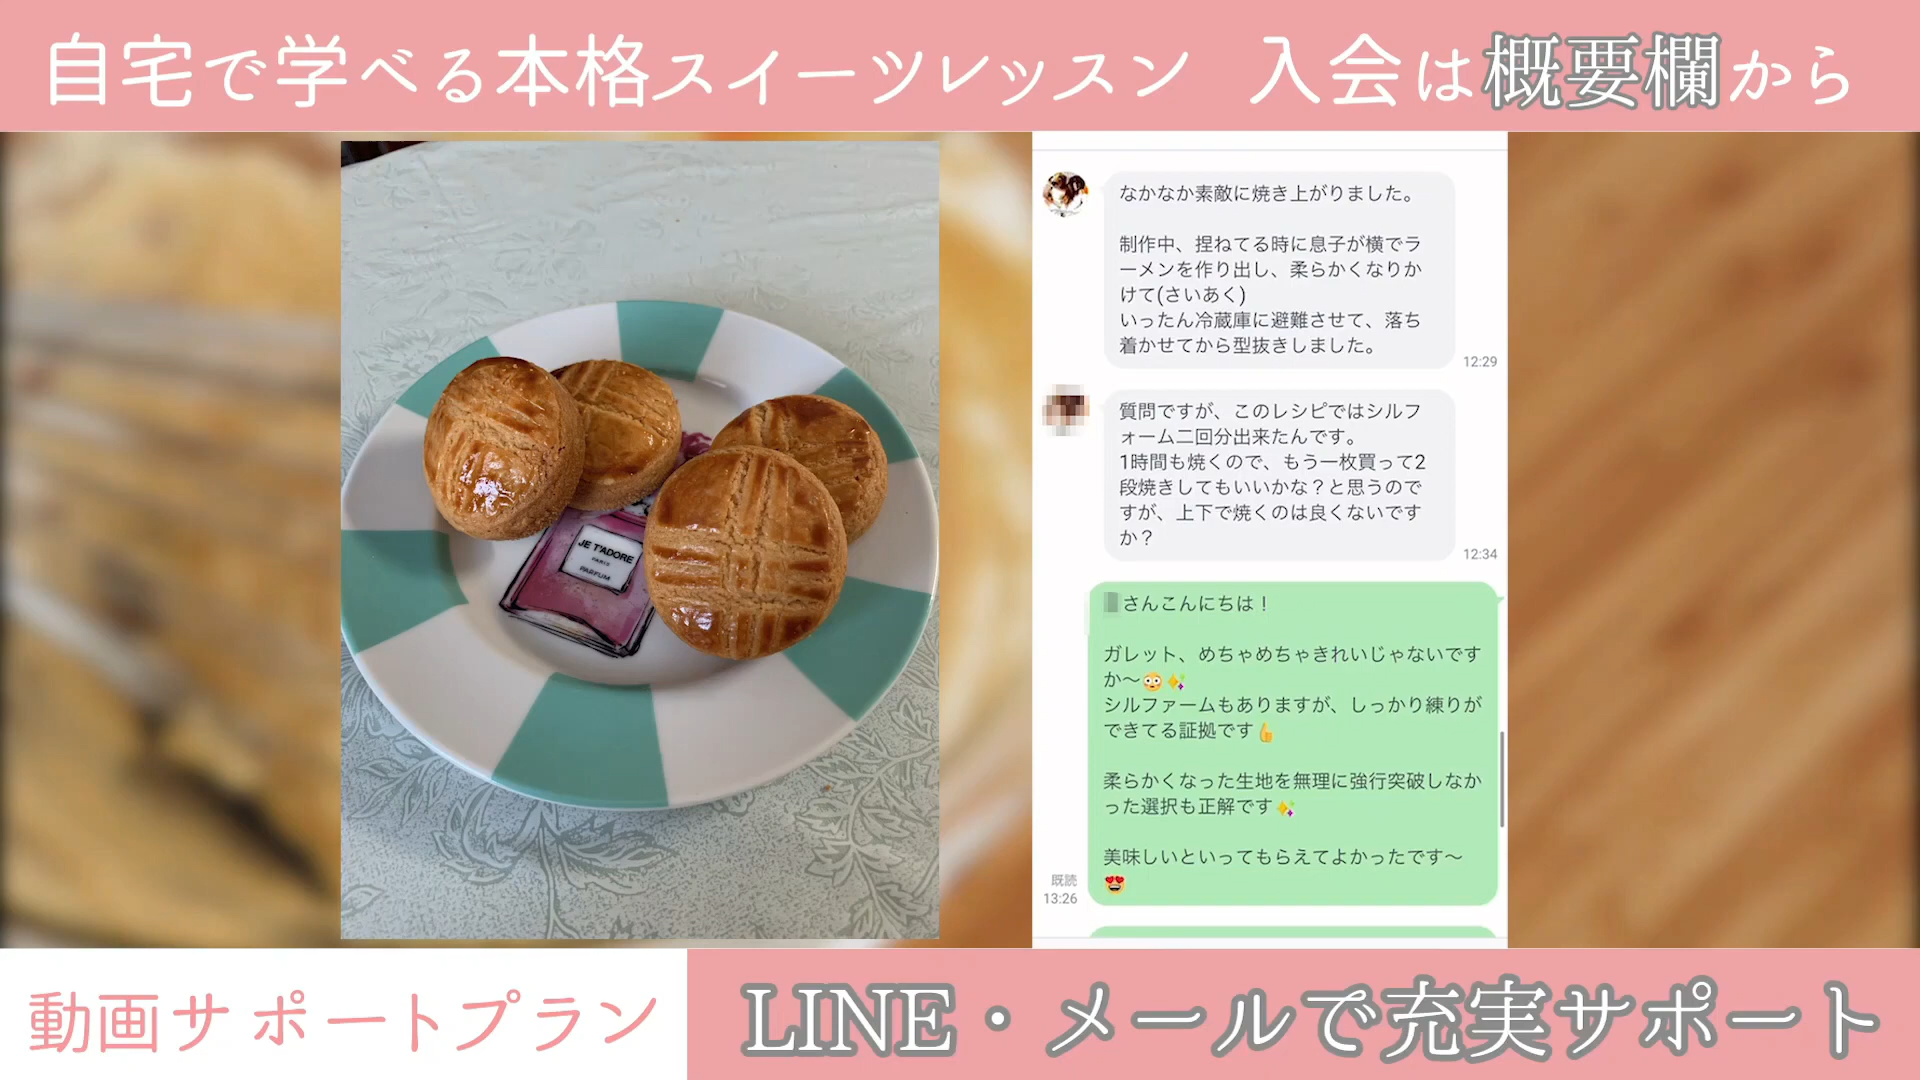 自宅で学べる本格スイーツレッスン 入会は概要欄から
なかなか素敵に焼き上がりました。
制作中、捏ねてる時に息子が横でラ
ーメンを作り出し、柔らかくなりか
けて(さいあく)
いったん冷蔵庫に避難させて、落ち
着かせてから型抜きしました。
12:29
質問ですが、このレシピではシルフ
ォーム二回分出来たんです。
1時間も焼くので、もう一枚買って2
段焼きしてもいいかな？と思うので
すが、上下で焼くのは良くないです
か？
12:34
さんこんにちは！
ガレット、めちゃめちゃきれいじゃないです
か〜😳✨
シルファームもありますが、しっかり練りが
できてる証拠です👍
柔らかくなった生地を無理に強行突破しなか
った選択も正解です✨
美味しいといってもらえてよかったです〜
😍
既読
13:26
JE T'ADORE
PARIS
PARFUM
動画サポートプラン
LINE・メールで充実サポート